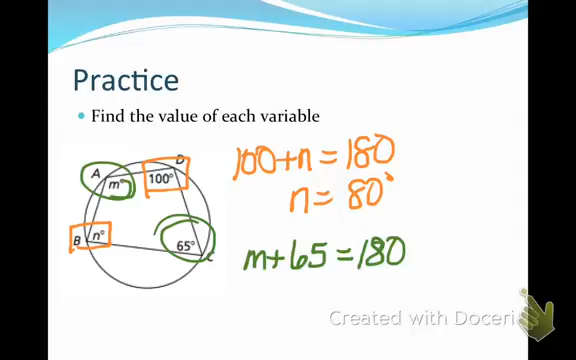 Practice
• Find the value of each variable
A
D
m°
100°
B
n°
65°
C
100+n=180
n=80°
m+65=180
Created with Doceri